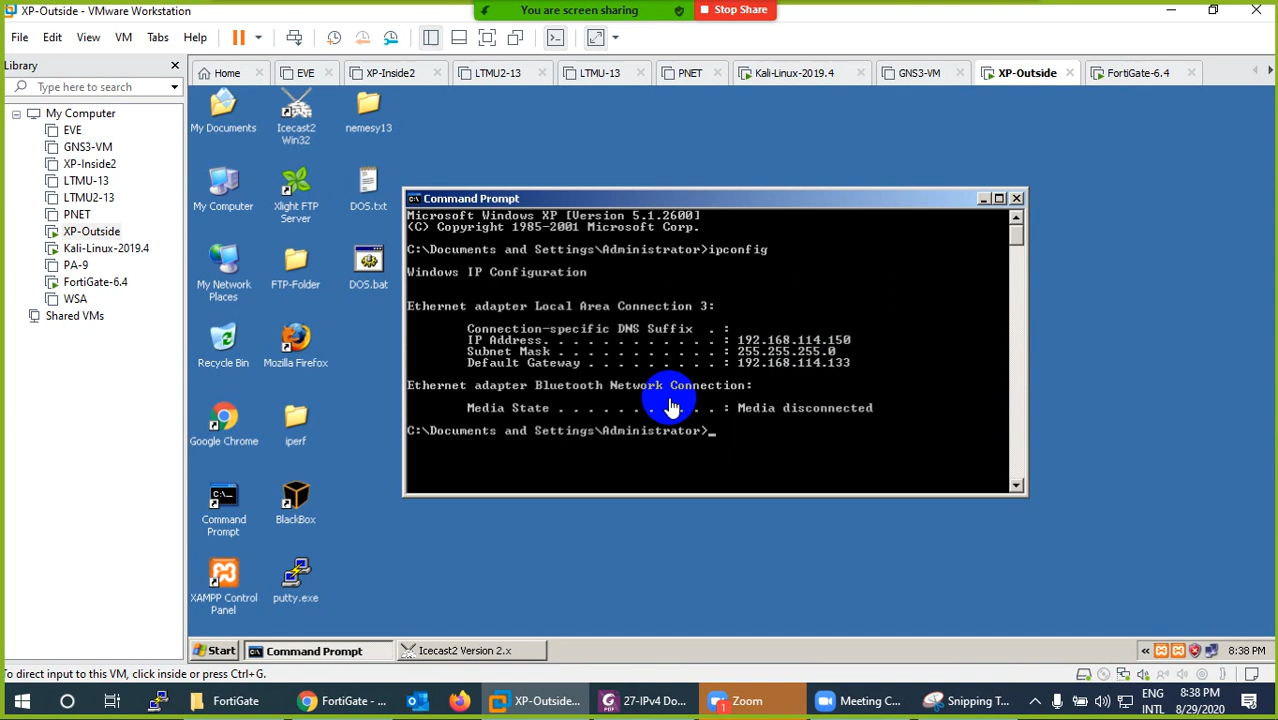 XP-Outside - VMware Workstation
You are screen sharing
Stop Share
File Edit View VM Tabs Help
Library
Type here to search
My Computer
EVE
GNS3-VM
XP-Inside2
LTMU-13
LTMU2-13
PNET
XP-Outside
Kali-Linux-2019.4
PA-9
FortiGate-6.4
WSA
Shared VMs
Home EVE XP-Inside2 LTMU2-13 LTMU-13 PNET Kali-Linux-2019.4 GNS3-VM XP-Outside FortiGate-6.4
My Documents
Icecast2 Win32
nemesy13
My Computer
Xlight FTP Server
DOS.txt
My Network Places
FTP-Folder
DOS.bat
Recycle Bin
Mozilla Firefox
Google Chrome
iperf
Command Prompt
BlackBox
XAMPP Control Panel
putty.exe
Command Prompt
Microsoft Windows XP [Version 5.1.2600]
(C) Copyright 1985-2001 Microsoft Corp.
C:\Documents and Settings\Administrator>ipconfig
Windows IP Configuration
Ethernet adapter Local Area Connection 3:
Connection-specific DNS Suffix . :
IP Address. . . . . . . . . . . . : 192.168.114.150
Subnet Mask . . . . . . . . . . . : 255.255.255.0
Default Gateway . . . . . . . . . : 192.168.114.133
Ethernet adapter Bluetooth Network Connection:
Media State . . . . . . . . . . . : Media disconnected
C:\Documents and Settings\Administrator>_
Start Command Prompt Icecast2 Version 2.x 8:38 PM
To direct input to this VM, click inside or press Ctrl+G.
FortiGate FortiGate - ... XP-Outside... 27-IPv4 Do... Zoom 1 Meeting C... Snipping T...
ENG
INTL
8:38 PM
8/29/2020